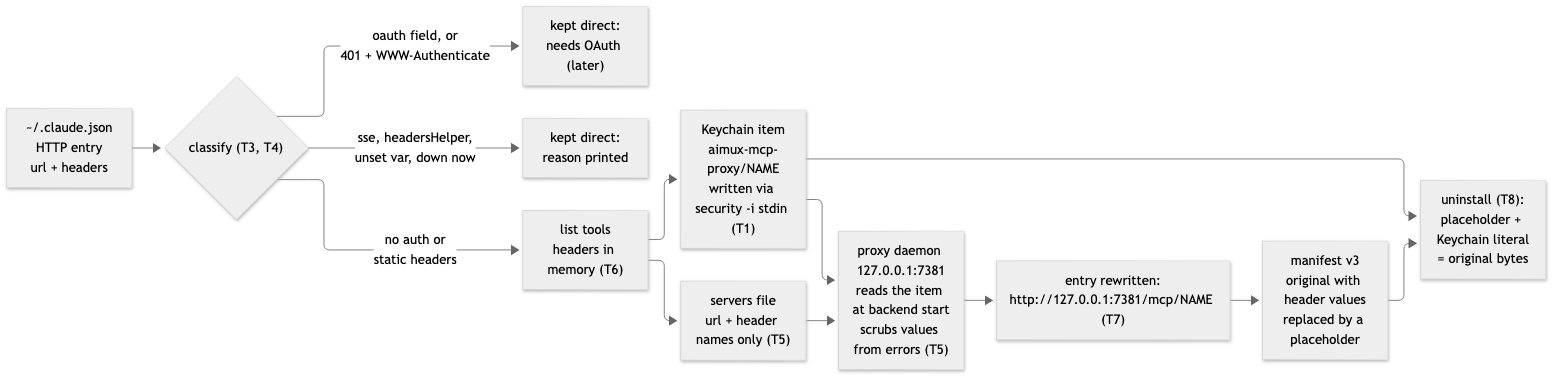 ~/.claude.json
HTTP entry
url + headers
classify (T3, T4)
oauth field, or
401 + WWW-Authenticate
kept direct:
needs OAuth
(later)
sse, headersHelper,
unset var, down now
kept direct:
reason printed
no auth or
static headers
list tools
headers in
memory (T6)
Keychain item
aimux-mcp-
proxy/NAME
written via
security -i stdin
(T1)
servers file
url + header
names only (T5)
proxy daemon
127.0.0.1:7381
reads the item
at backend start
scrubs values
from errors (T5)
entry rewritten:
http://127.0.0.1:7381/mcp/NAME
(T7)
manifest v3
original with
header values
replaced by a
placeholder
uninstall (T8):
placeholder +
Keychain literal
= original bytes